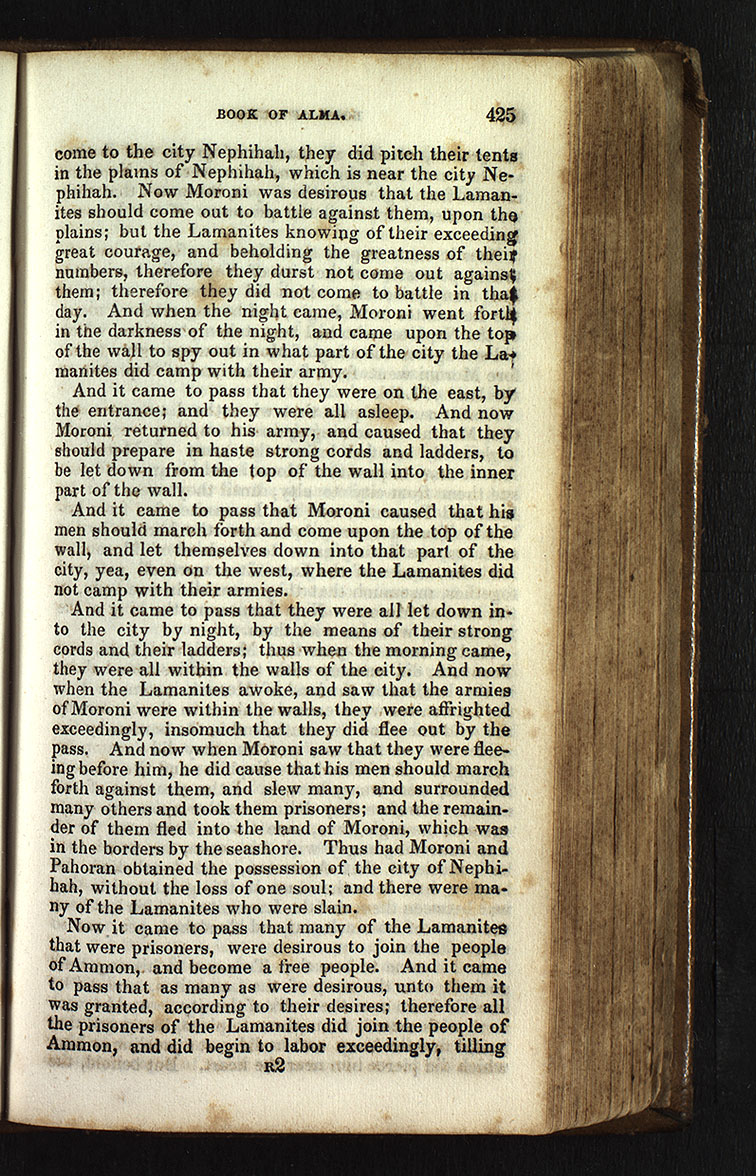 BOOK OF ALMA. 425
come to the city Nephihah, they did pitch their tents
in the plains of Nephihah, which is near the city Ne-
phihah. Now Moroni was desirous that the Laman-
ites should come out to battle against them, upon the
plains; but the Lamanites knowing of their exceeding
great courage, and beholding the greatness of their
numbers, therefore they durst not come out against
them; therefore they did not come to battle in that
day. And when the night came, Moroni went forth
in the darkness of the night, and came upon the top
of the wall to spy out in what part of the city the La-
manites did camp with their army.
And it came to pass that they were on the east, by
the entrance; and they were all asleep. And now
Moroni returned to his army, and caused that they
should prepare in haste strong cords and ladders, to
be let down from the top of the wall into the inner
part of the wall.
And it came to pass that Moroni caused that his
men should march forth and come upon the top of the
wall, and let themselves down into that part of the
city, yea, even on the west, where the Lamanites did
not camp with their armies.
And it came to pass that they were all let down in-
to the city by night, by the means of their strong
cords and their ladders; thus when the morning came,
they were all within the walls of the city. And now
when the Lamanites awoke, and saw that the armies
of Moroni were within the walls, they were affrighted
exceedingly, insomuch that they did flee out by the
pass. And now when Moroni saw that they were flee-
ing before him, he did cause that his men should march
forth against them, and slew many, and surrounded
many others and took them prisoners; and the remain-
der of them fled into the land of Moroni, which was
in the borders by the seashore. Thus had Moroni and
Pahoran obtained the possession of the city of Nephi-
hah, without the loss of one soul; and there were ma-
ny of the Lamanites who were slain.
Now it came to pass that many of the Lamanites
that were prisoners, were desirous to join the people
of Ammon, and become a free people. And it came
to pass that as many as were desirous, unto them it
was granted, according to their desires; therefore all
the prisoners of the Lamanites did join the people of
Ammon, and did begin to labor exceedingly, tilling
R2